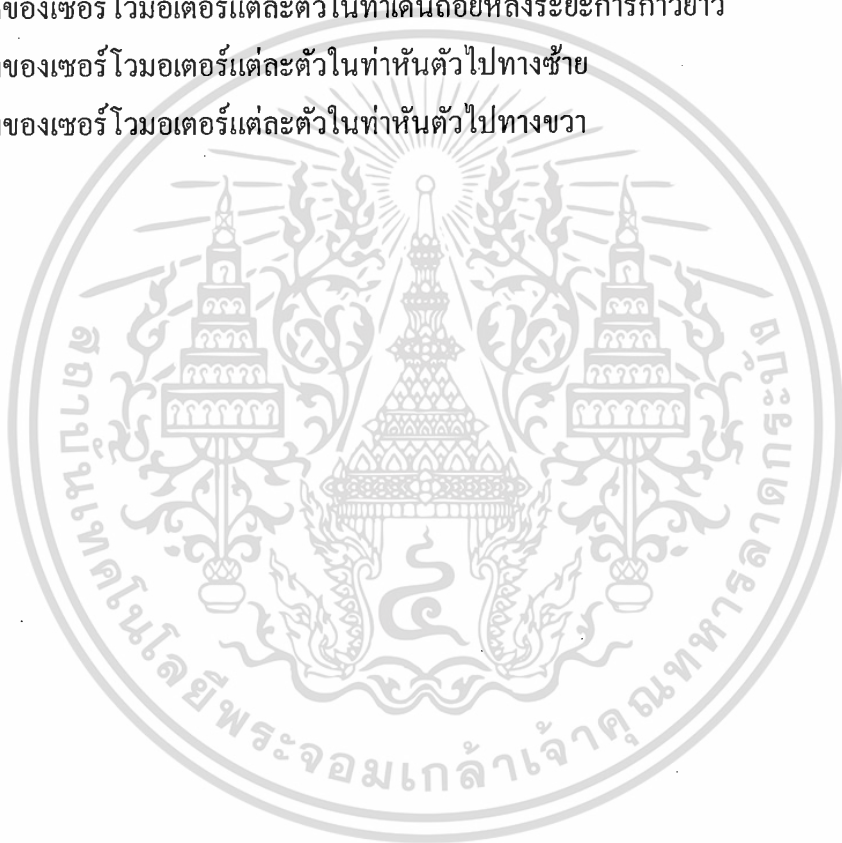 ของเซอร์โวมอเตอร์แต่ละตัวในท่าเดินถอยหลังระยะการก้าวยาว
ของเซอร์โวมอเตอร์แต่ละตัวในท่าหันตัวไปทางซ้าย
ของเซอร์โวมอเตอร์แต่ละตัวในท่าหันตัวไปทางขวา
สถาบันเทคโนโลยีพระจอมเกล้าเจ้าคุณทหารลาดกระบัง